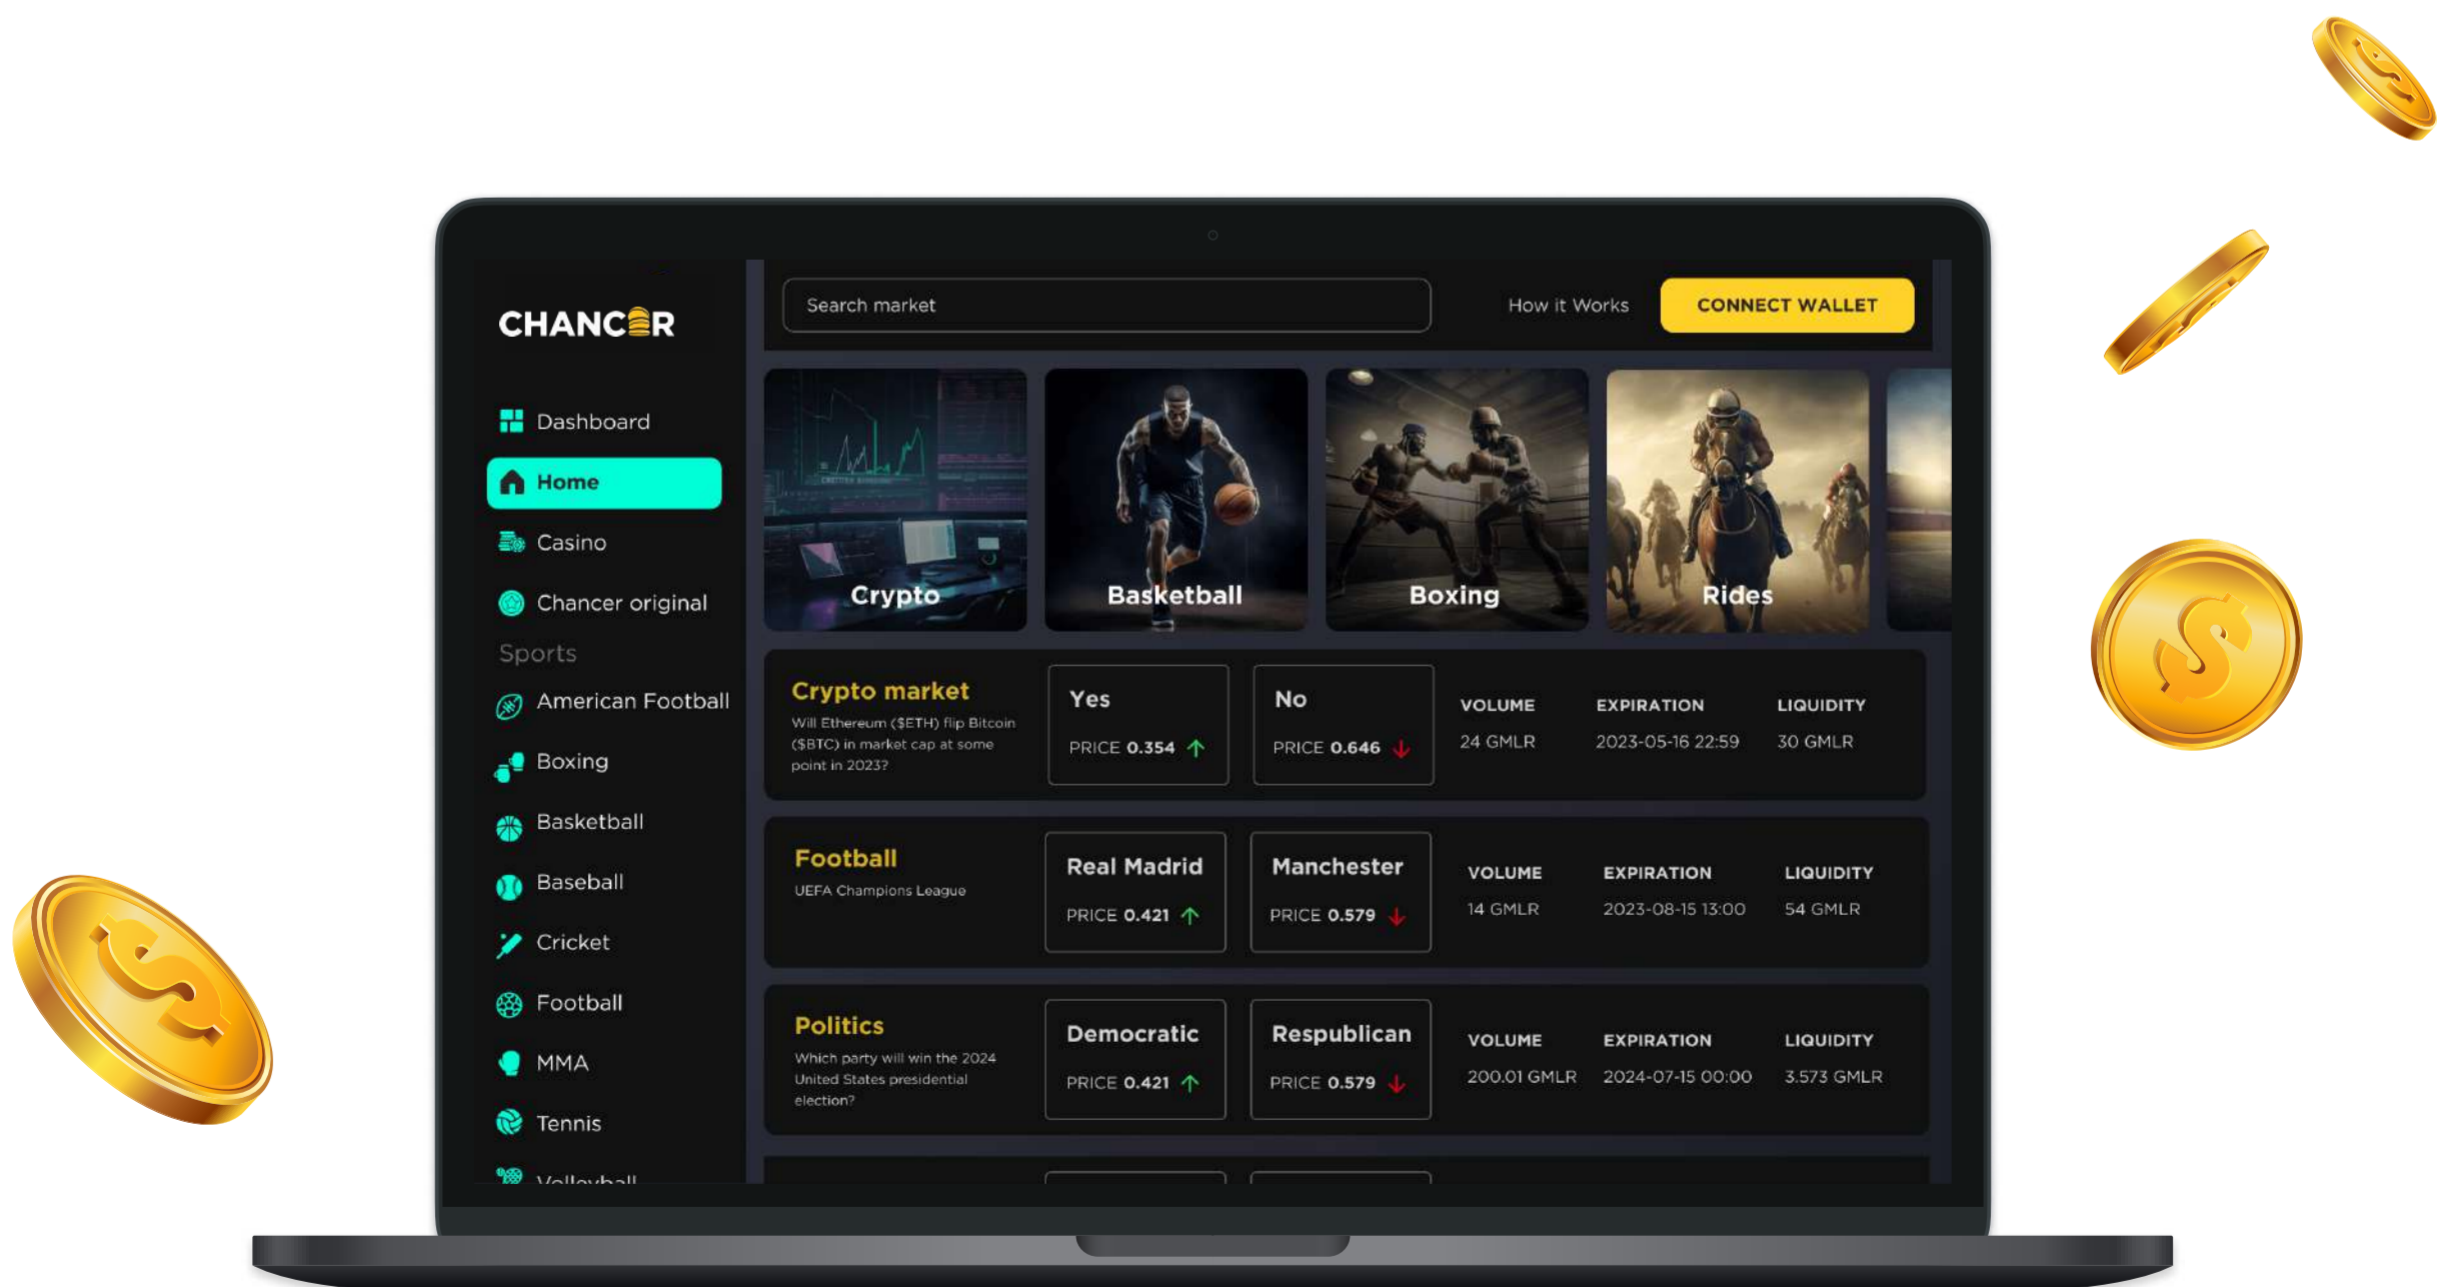 CHANCER
Search market
How it Works
CONNECT WALLET
Dashboard
Home
Casino
Chancer original
Sports
American Football
Boxing
Basketball
Baseball
Cricket
Football
MMA
Tennis
Volleyball
Crypto
Basketball
Boxing
Rides
Crypto market
Will Ethereum ($ETH) flip Bitcoin
($BTC) in market cap at some
point in 2023?
Yes
PRICE 0.354
No
PRICE 0.646
VOLUME
24 GMLR
EXPIRATION
2023-05-16 22:59
LIQUIDITY
30 GMLR
Football
UEFA Champions League
Real Madrid
PRICE 0.421
Manchester
PRICE 0.579
VOLUME
14 GMLR
EXPIRATION
2023-08-15 13:00
LIQUIDITY
54 GMLR
Politics
Which party will win the 2024
United States presidential
election?
Democratic
PRICE 0.421
Respublican
PRICE 0.579
VOLUME
200.01 GMLR
EXPIRATION
2024-07-15 00:00
LIQUIDITY
3.573 GMLR